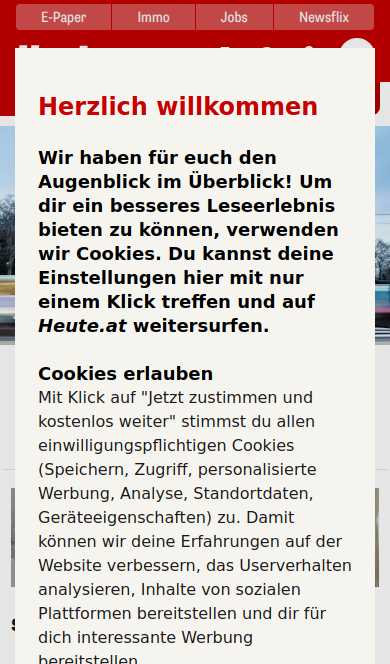 E-Paper Immo Jobs Newsflix
Herzlich willkommen
Wir haben für euch den
Augenblick im Überblick! Um
dir ein besseres Leseerlebnis
bieten zu können, verwenden
wir Cookies. Du kannst deine
Einstellungen hier mit nur
einem Klick treffen und auf
Heute.at weitersurfen.
Cookies erlauben
Mit Klick auf "Jetzt zustimmen und
kostenlos weiter" stimmst du allen
einwilligungspflichtigen Cookies
(Speichern, Zugriff, personalisierte
Werbung, Analyse, Standortdaten,
Geräteeigenschaften) zu. Damit
können wir deine Erfahrungen auf der
Website verbessern, das Userverhalten
analysieren, Inhalte von sozialen
Plattformen bereitstellen und dir für
dich interessante Werbung
bereitstellen